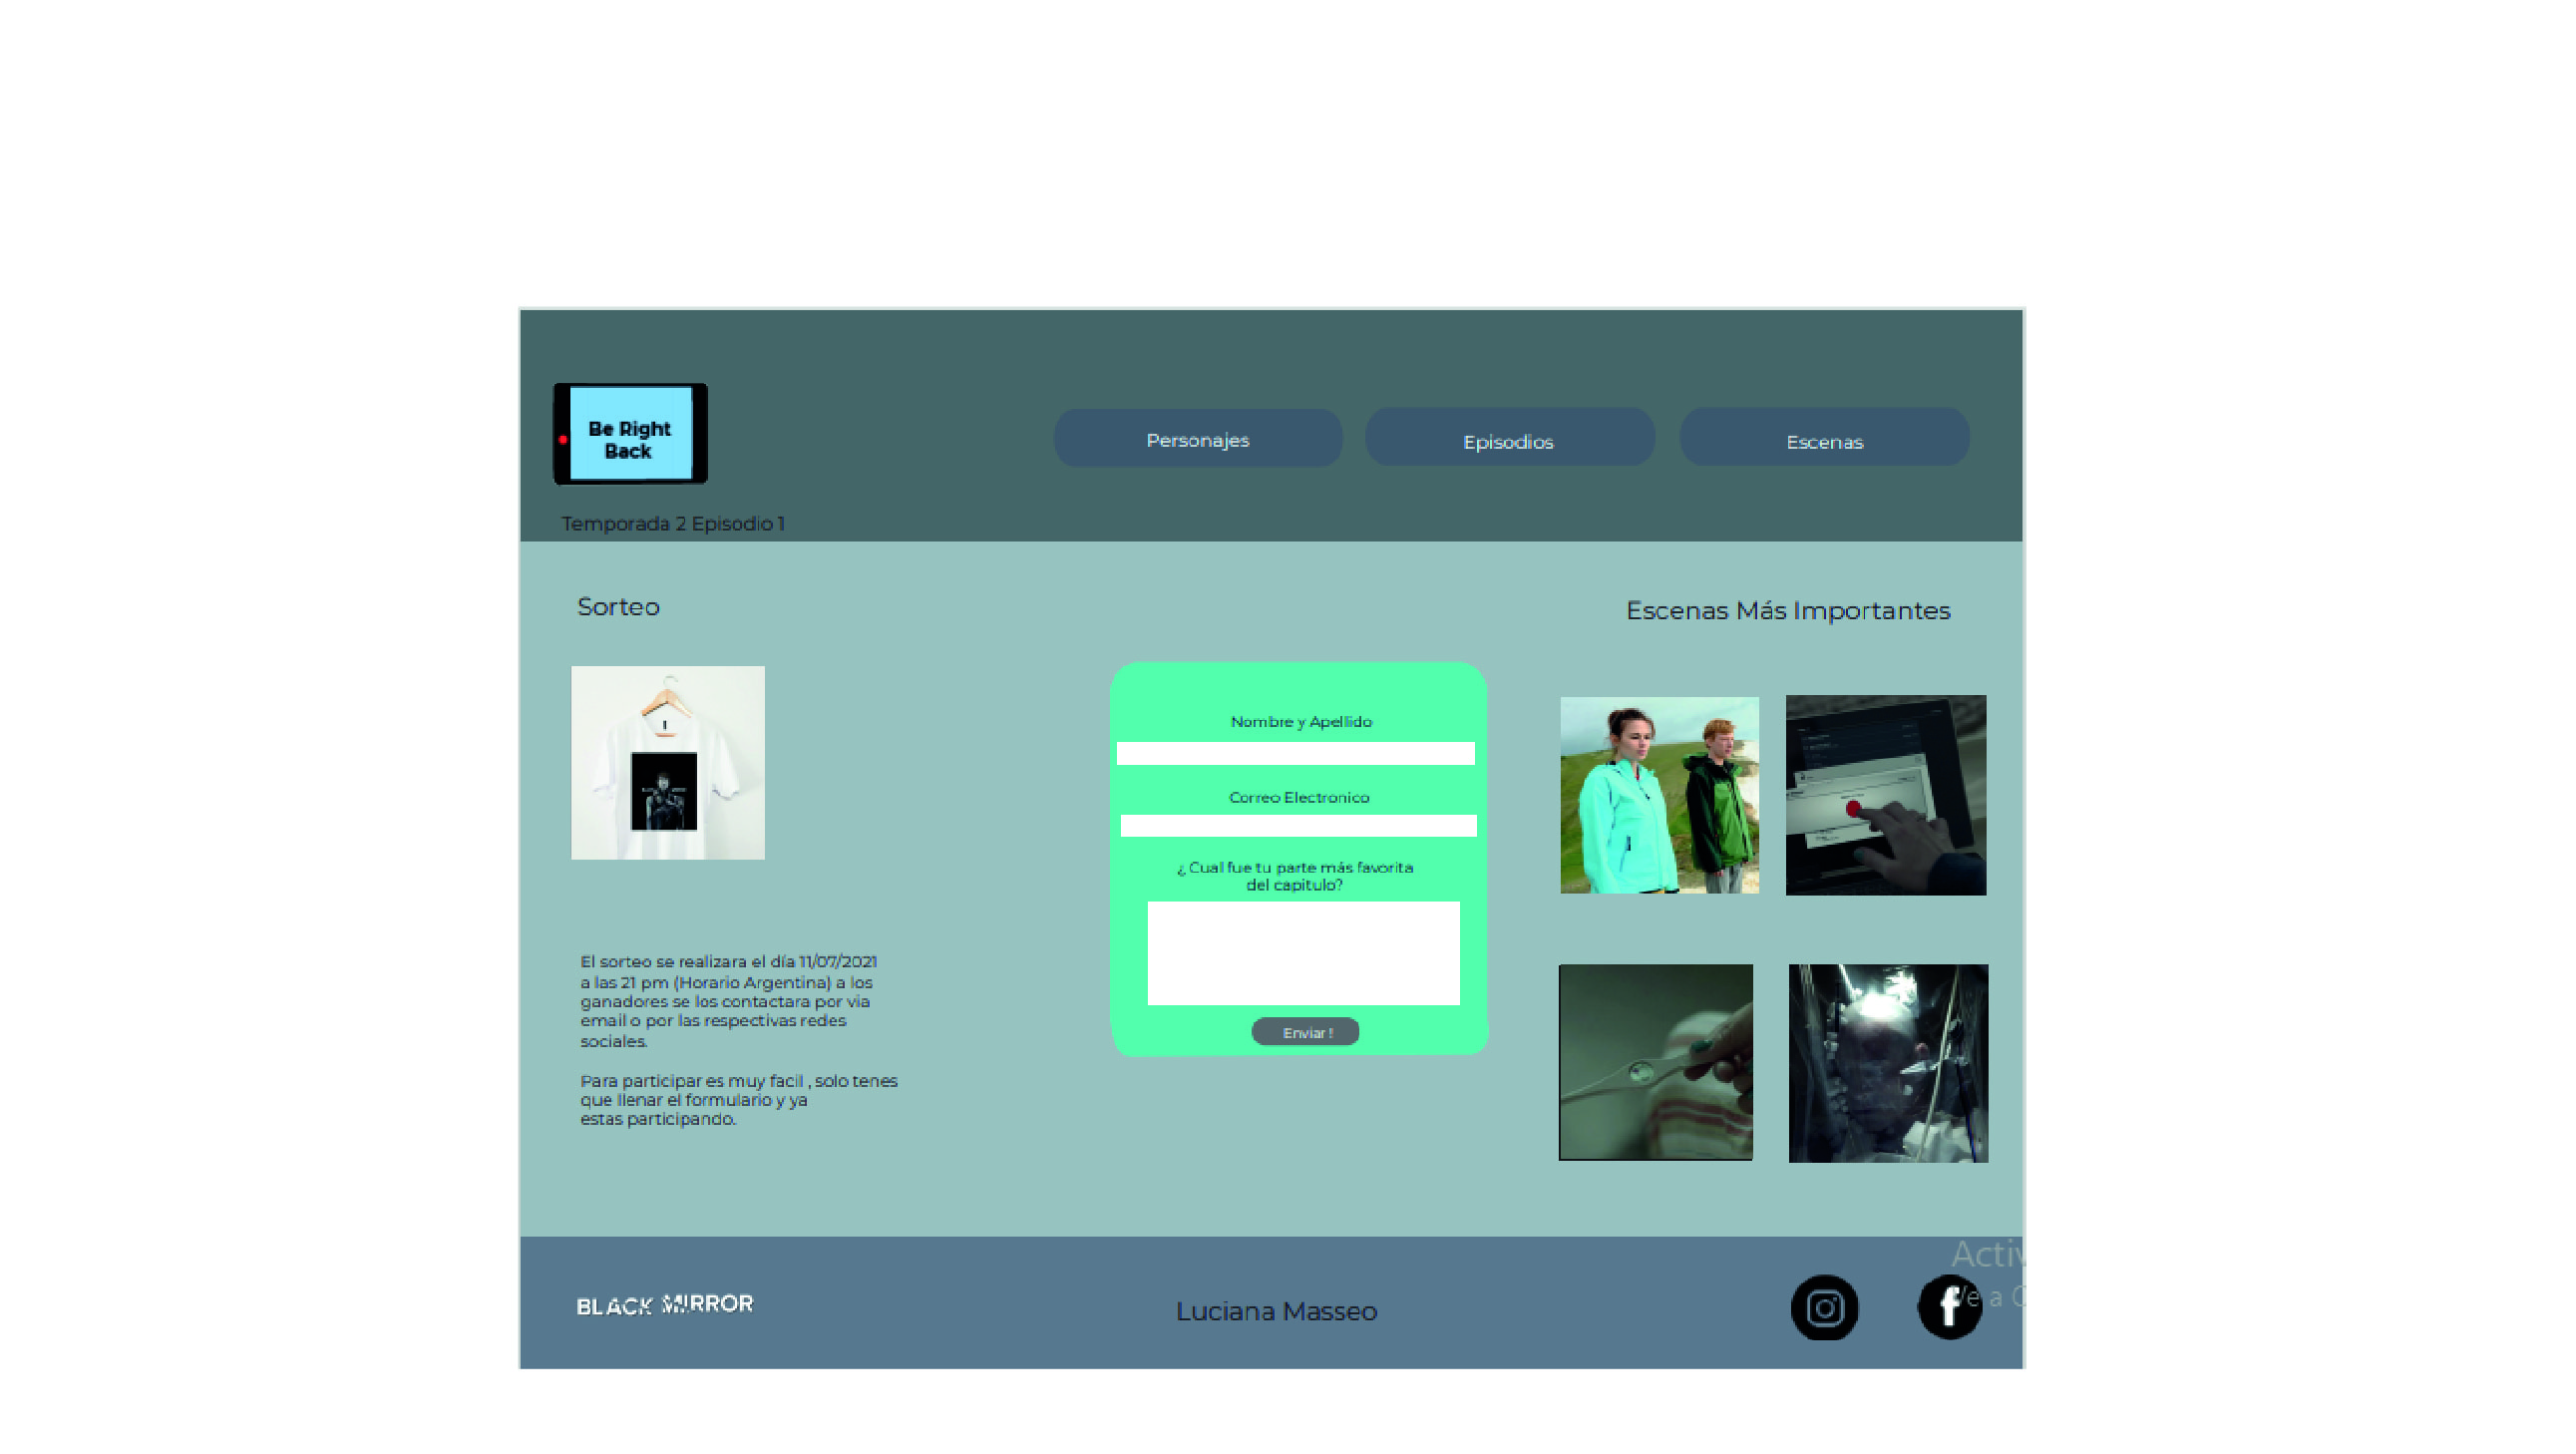 Be Right
Back
Personajes
Episodios
Escenas
Temporada 2 Episodio 1
Sorteo
Escenas Más Importantes
Nombre y Apellido
Correo Electronico
¿ Cual fue tu parte más favorita
del capitulo?
Enviar !
El sorteo se realizara el día 11/07/2021
a las 21 pm (Horario Argentina) a los
ganadores se los contactara por via
email o por las respectivas redes
sociales.
Para participar es muy facil , solo tenes
que llenar el formulario y ya
estas participando.
BLACK MIRROR
Luciana Masseo